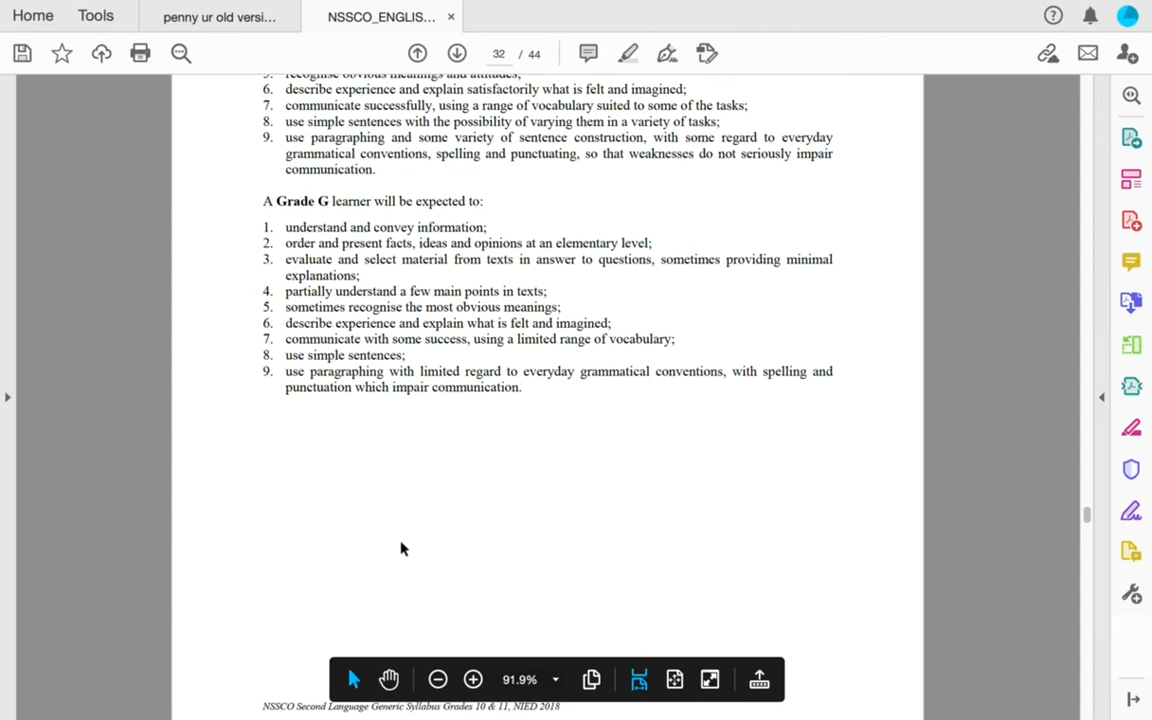 Home Tools penny ur old versi... NSSCO_ENGLIS... ×
32 / 44
5. recognise obvious meanings and attitudes;
6. describe experience and explain satisfactorily what is felt and imagined;
7. communicate successfully, using a range of vocabulary suited to some of the tasks;
8. use simple sentences with the possibility of varying them in a variety of tasks;
9. use paragraphing and some variety of sentence construction, with some regard to everyday
grammatical conventions, spelling and punctuating, so that weaknesses do not seriously impair
communication.
A Grade G learner will be expected to:
1. understand and convey information;
2. order and present facts, ideas and opinions at an elementary level;
3. evaluate and select material from texts in answer to questions, sometimes providing minimal
explanations;
4. partially understand a few main points in texts;
5. sometimes recognise the most obvious meanings;
6. describe experience and explain what is felt and imagined;
7. communicate with some success, using a limited range of vocabulary;
8. use simple sentences;
9. use paragraphing with limited regard to everyday grammatical conventions, with spelling and
punctuation which impair communication.
91.9%
NSSCO Second Language Generic Syllabus Grades 10 & 11, NIED 2018